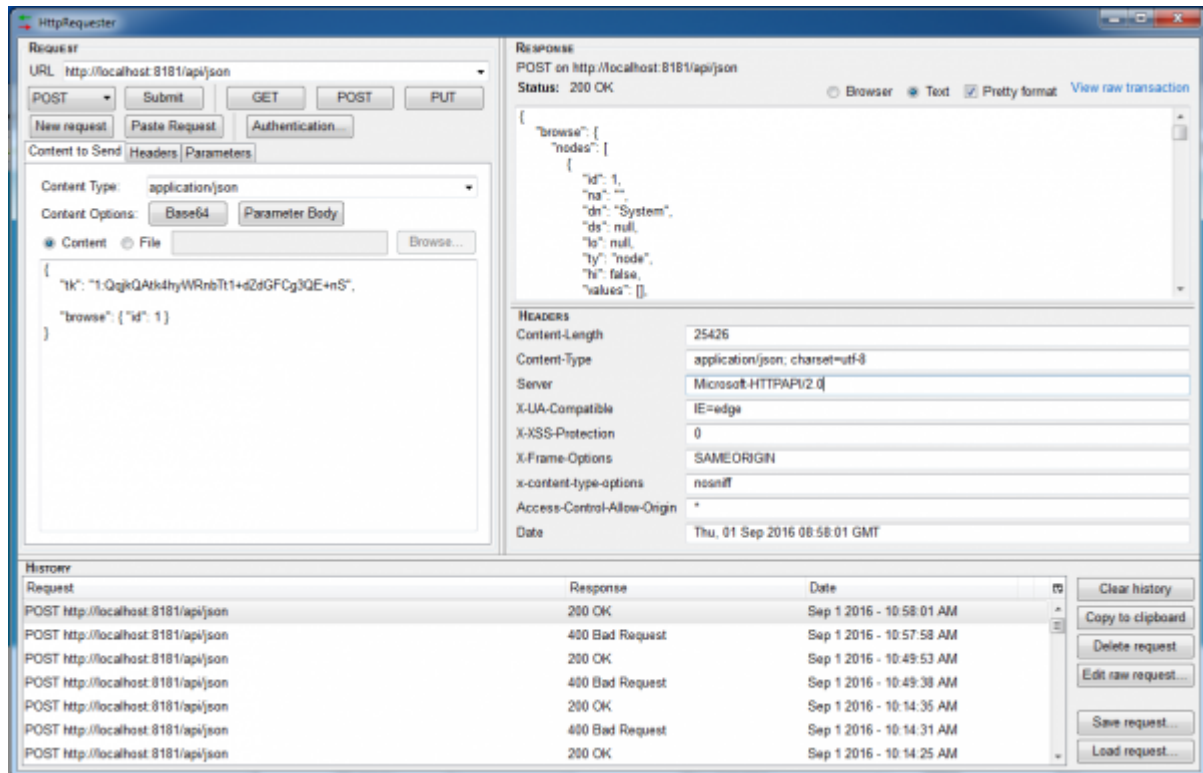 HttpRequester
REQUEST
URL http://localhost:8181/api/json
POST Submit GET POST PUT
New request Paste Request Authentication...
Content to Send Headers Parameters
Content Type: application/json
Content Options: Base64 Parameter Body
Content File Browse...
{
"tk": "1:QqjkQAtk4hyWRnbTt1+dZdGFCg3QE+nS",
"browse": { "id": 1 }
}
RESPONSE
POST on http://localhost:8181/api/json
Status: 200 OK
Browser Text Pretty format View raw transaction
{
"browse": {
"nodes": [
{
"id": 1,
"na": "",
"dn": "System",
"ds": null,
"lo": null,
"ty": "node",
"hi": false,
"values": [],
HEADERS
Content-Length 25426
Content-Type application/json; charset=utf-8
Server Microsoft-HTTPAPI/2.0
X-UA-Compatible IE=edge
X-XSS-Protection 0
X-Frame-Options SAMEORIGIN
x-content-type-options nosniff
Access-Control-Allow-Origin *
Date Thu, 01 Sep 2016 08:58:01 GMT
HISTORY
Request Response Date
POST http://localhost:8181/api/json 200 OK Sep 1 2016 - 10:58:01 AM
POST http://localhost:8181/api/json 400 Bad Request Sep 1 2016 - 10:57:58 AM
POST http://localhost:8181/api/json 200 OK Sep 1 2016 - 10:49:53 AM
POST http://localhost:8181/api/json 400 Bad Request Sep 1 2016 - 10:49:38 AM
POST http://localhost:8181/api/json 200 OK Sep 1 2016 - 10:14:35 AM
POST http://localhost:8181/api/json 400 Bad Request Sep 1 2016 - 10:14:31 AM
POST http://localhost:8181/api/json 200 OK Sep 1 2016 - 10:14:25 AM
Clear history
Copy to clipboard
Delete request
Edit raw request...
Save request...
Load request...